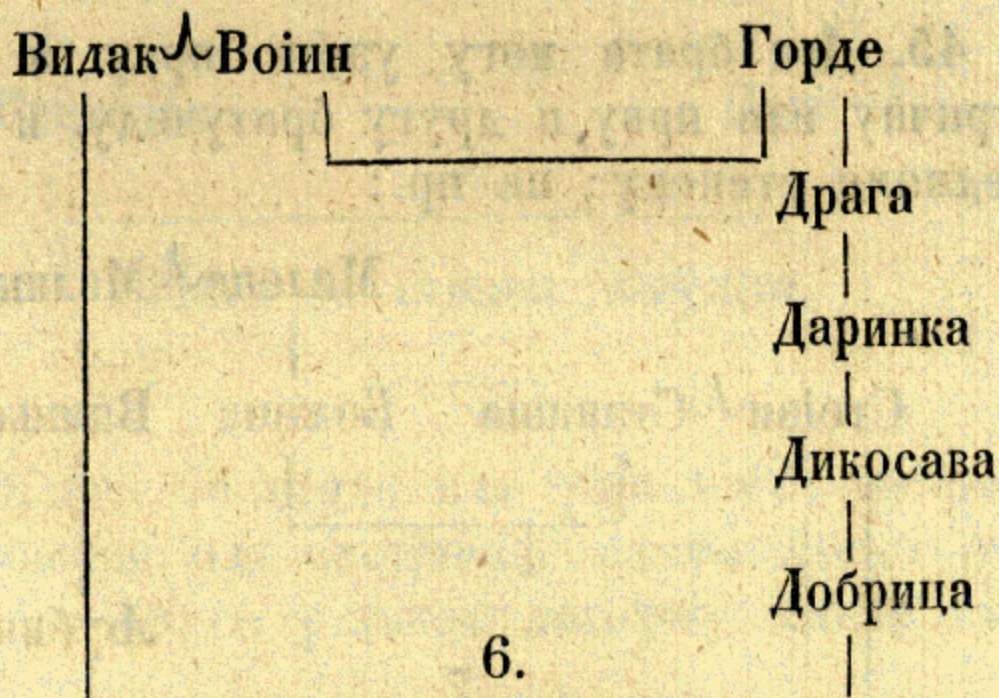 Видак Воіин Горде
Драга
Даринка
Дикосава
Добрица
6.